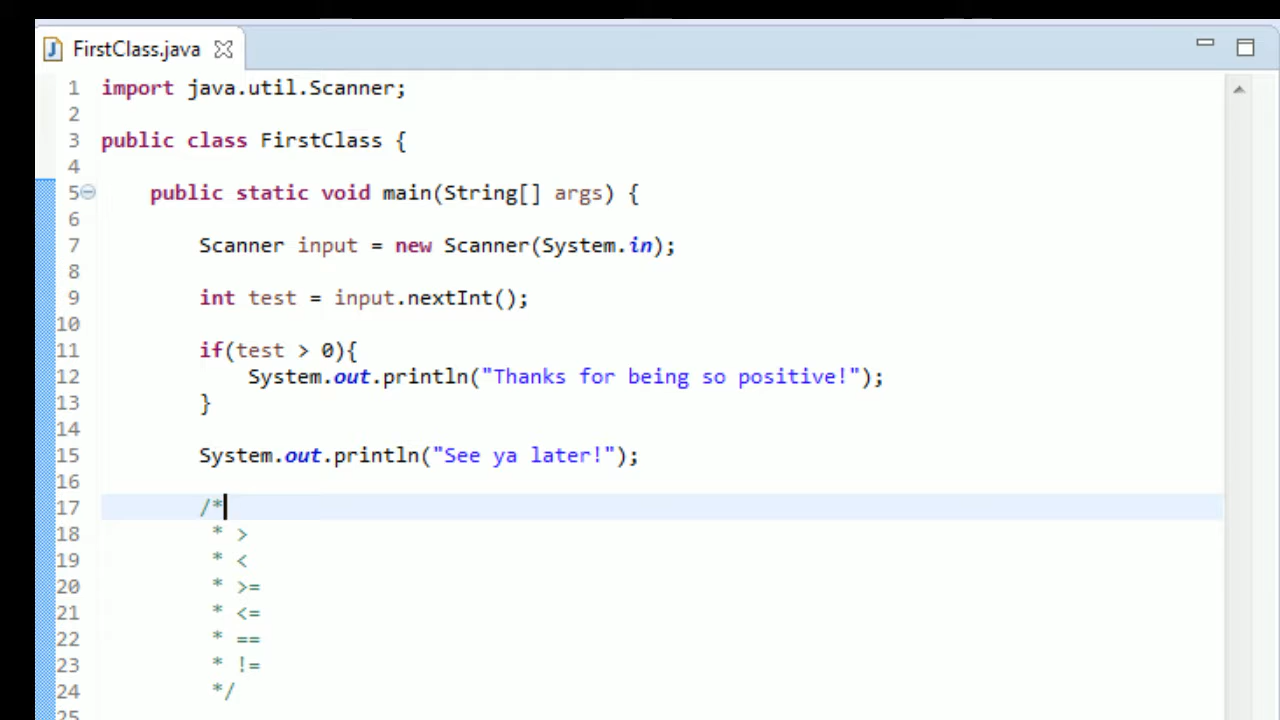 FirstClass.java
1 import java.util.Scanner;
2
3 public class FirstClass {
4
5 public static void main(String[] args) {
6
7 Scanner input = new Scanner(System.in);
8
9 int test = input.nextInt();
10
11 if(test > 0){
12 System.out.println("Thanks for being so positive!");
13 }
14
15 System.out.println("See ya later!");
16
17 /*
18 * >
19 * <
20 * >=
21 * <=
22 * ==
23 * !=
24 */
25